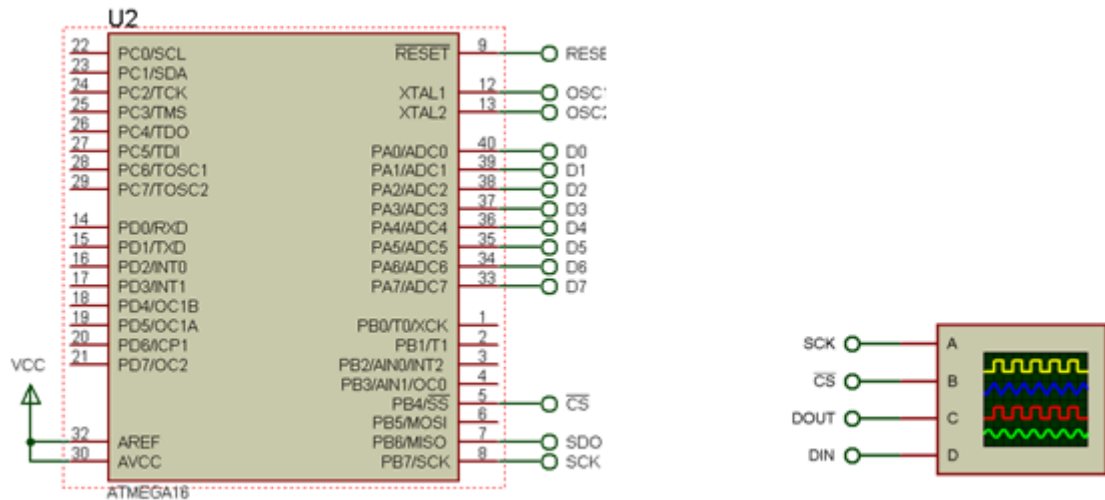 U2
22 PC0/SCL
23 PC1/SDA
24 PC2/TCK
25 PC3/TMS
26 PC4/TDO
27 PC5/TDI
28 PC6/TOSC1
29 PC7/TOSC2
14 PD0/RXD
15 PD1/TXD
16 PD2/INT0
17 PD3/INT1
18 PD4/OC1B
19 PD5/OC1A
20 PD6/ICP1
21 PD7/OC2
VCC
32 AREF
30 AVCC
RESET 9 RESE
XTAL1 12 OSC1
XTAL2 13 OSC2
PA0/ADC0 40 D0
PA1/ADC1 39 D1
PA2/ADC2 38 D2
PA3/ADC3 37 D3
PA4/ADC4 36 D4
PA5/ADC5 35 D5
PA6/ADC6 34 D6
PA7/ADC7 33 D7
PB0/T0/XCK 1
PB1/T1 2
PB2/AIN0/INT2 3
PB3/AIN1/OC0 4
PB4/SS 5 CS
PB5/MOSI 6
PB6/MISO 7 SDO
PB7/SCK 8 SCK
ATMEGA16
SCK A
CS B
DOUT C
DIN D